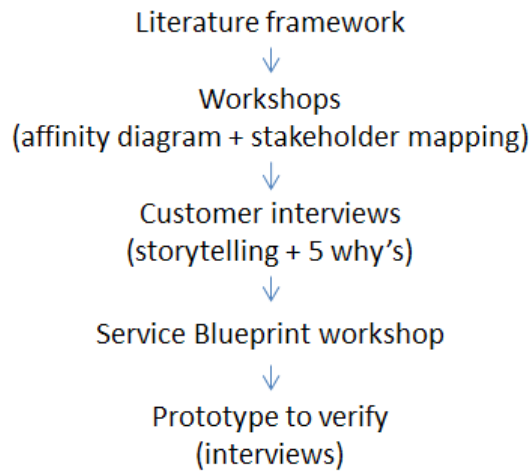 Literature framework
Workshops
(affinity diagram + stakeholder mapping)
Customer interviews
(storytelling + 5 why's)
Service Blueprint workshop
Prototype to verify
(interviews)